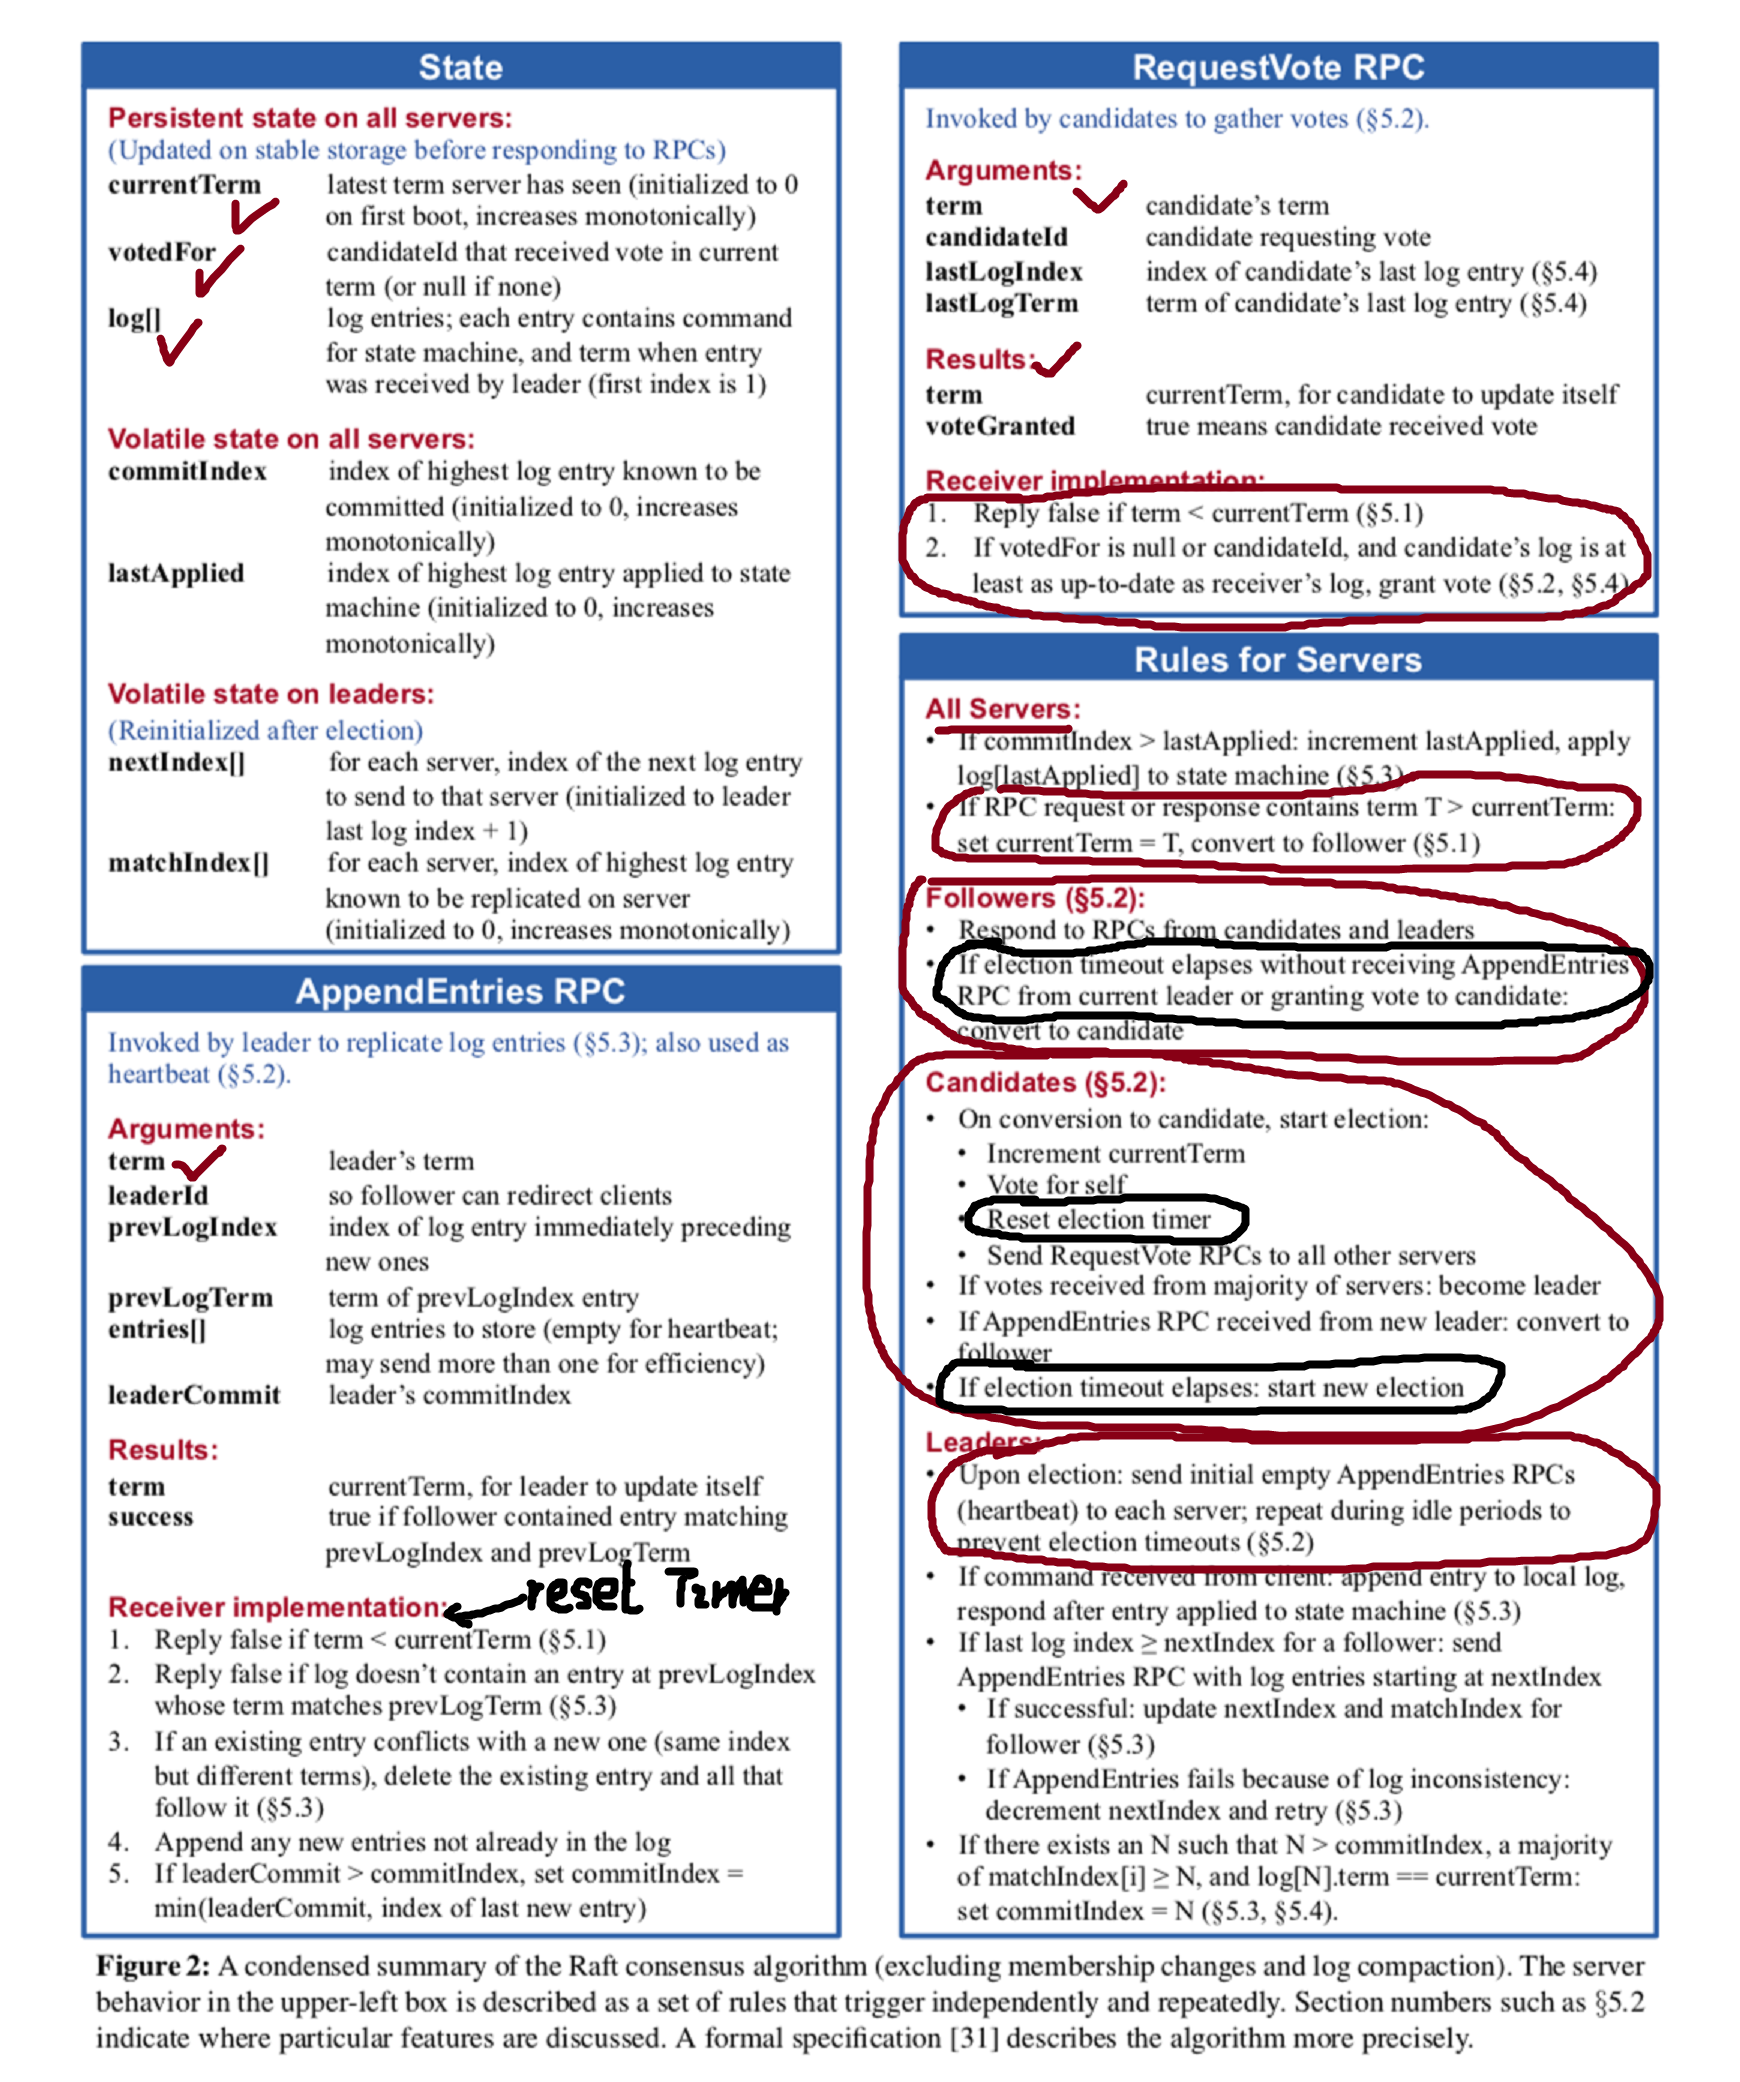 State
Persistent state on all servers:
(Updated on stable storage before responding to RPCs)
currentTerm latest term server has seen (initialized to 0
on first boot, increases monotonically)
votedFor candidateId that received vote in current
term (or null if none)
log[] log entries; each entry contains command
for state machine, and term when entry
was received by leader (first index is 1)
Volatile state on all servers:
commitIndex index of highest log entry known to be
committed (initialized to 0, increases
monotonically)
lastApplied index of highest log entry applied to state
machine (initialized to 0, increases
monotonically)
Volatile state on leaders:
(Reinitialized after election)
nextIndex[] for each server, index of the next log entry
to send to that server (initialized to leader
last log index + 1)
matchIndex[] for each server, index of highest log entry
known to be replicated on server
(initialized to 0, increases monotonically)
AppendEntries RPC
Invoked by leader to replicate log entries (§5.3); also used as
heartbeat (§5.2).
Arguments:
term leader's term
leaderId so follower can redirect clients
prevLogIndex index of log entry immediately preceding
new ones
prevLogTerm term of prevLogIndex entry
entries[] log entries to store (empty for heartbeat;
may send more than one for efficiency)
leaderCommit leader's commitIndex
Results:
term currentTerm, for leader to update itself
success true if follower contained entry matching
prevLogIndex and prevLogTerm
reset Timer
Receiver implementation:
1. Reply false if term < currentTerm (§5.1)
2. Reply false if log doesn't contain an entry at prevLogIndex
whose term matches prevLogTerm (§5.3)
3. If an existing entry conflicts with a new one (same index
but different terms), delete the existing entry and all that
follow it (§5.3)
4. Append any new entries not already in the log
5. If leaderCommit > commitIndex, set commitIndex =
min(leaderCommit, index of last new entry)
RequestVote RPC
Invoked by candidates to gather votes (§5.2).
Arguments:
term candidate's term
candidateId candidate requesting vote
lastLogIndex index of candidate's last log entry (§5.4)
lastLogTerm term of candidate's last log entry (§5.4)
Results:
term currentTerm, for candidate to update itself
voteGranted true means candidate received vote
Receiver implementation:
1. Reply false if term < currentTerm (§5.1)
2. If votedFor is null or candidateId, and candidate's log is at
least as up-to-date as receiver's log, grant vote (§5.2, §5.4)
Rules for Servers
All Servers:
• If commitIndex > lastApplied: increment lastApplied, apply
log[lastApplied] to state machine (§5.3)
• If RPC request or response contains term T > currentTerm:
set currentTerm = T, convert to follower (§5.1)
Followers (§5.2):
• Respond to RPCs from candidates and leaders
• If election timeout elapses without receiving AppendEntries
RPC from current leader or granting vote to candidate:
convert to candidate
Candidates (§5.2):
• On conversion to candidate, start election:
• Increment currentTerm
• Vote for self
• Reset election timer
• Send RequestVote RPCs to all other servers
• If votes received from majority of servers: become leader
• If AppendEntries RPC received from new leader: convert to
follower
• If election timeout elapses: start new election
Leaders:
• Upon election: send initial empty AppendEntries RPCs
(heartbeat) to each server; repeat during idle periods to
prevent election timeouts (§5.2)
• If command received from client: append entry to local log,
respond after entry applied to state machine (§5.3)
• If last log index ≥ nextIndex for a follower: send
AppendEntries RPC with log entries starting at nextIndex
• If successful: update nextIndex and matchIndex for
follower (§5.3)
• If AppendEntries fails because of log inconsistency:
decrement nextIndex and retry (§5.3)
• If there exists an N such that N > commitIndex, a majority
of matchIndex[i] ≥ N, and log[N].term == currentTerm:
set commitIndex = N (§5.3, §5.4).
Figure 2: A condensed summary of the Raft consensus algorithm (excluding membership changes and log compaction). The server
behavior in the upper-left box is described as a set of rules that trigger independently and repeatedly. Section numbers such as §5.2
indicate where particular features are discussed. A formal specification [31] describes the algorithm more precisely.